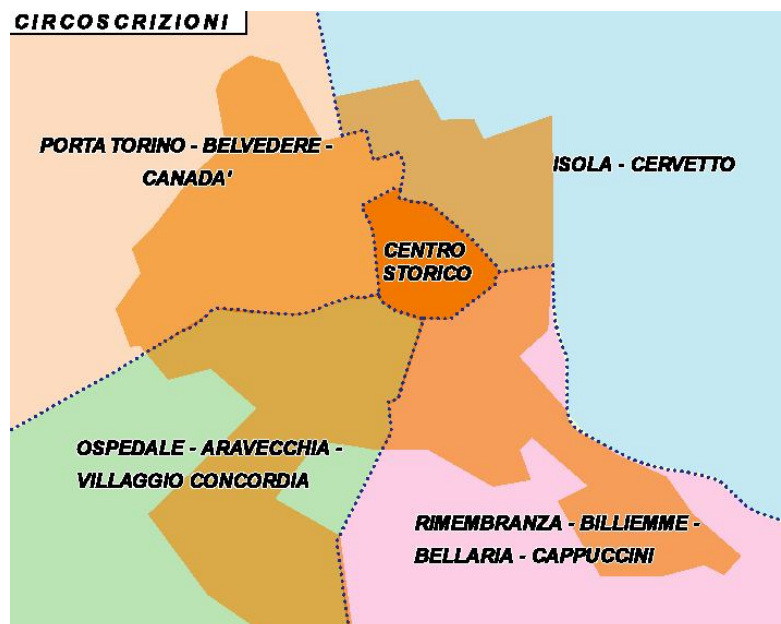 CIRCOSCRIZIONI
PORTA TORINO - BELVEDERE -
CANADA'
ISOLA - CERVETTO
CENTRO
STORICO
OSPEDALE - ARAVECCHIA -
VILLAGGIO CONCORDIA
RIMEMBRANZA - BILLIEMME -
BELLARIA - CAPPUCCINI